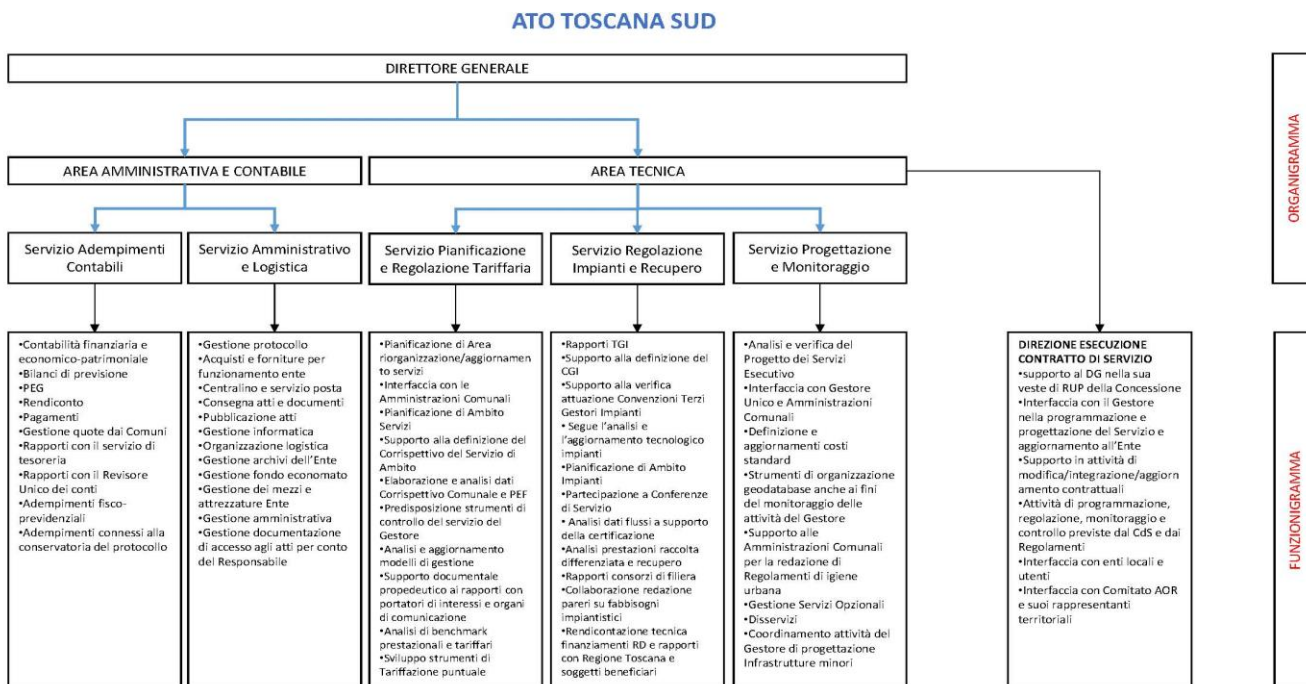 ATO TOSCANA SUD
DIRETTORE GENERALE
AREA AMMINISTRATIVA E CONTABILE
AREA TECNICA
ORGANIGRAMMA
Servizio Adempimenti
Contabili
Servizio Amministrativo
e Logistica
Servizio Pianificazione
e Regolazione Tariffaria
Servizio Regolazione
Impianti e Recupero
Servizio Progettazione
e Monitoraggio
•Contabilità finanziaria e
economico-patrimoniale
•Bilanci di previsione
•PEG
•Rendiconto
•Pagamenti
•Gestione quote dai Comuni
•Rapporti con il servizio di
tesoreria
•Rapporti con il Revisore
Unico dei conti
•Adempimenti fisco-
previdenziali
•Adempimenti connessi alla
conservatoria del protocollo
•Gestione protocollo
•Acquisti e forniture per
funzionamento ente
•Centralino e servizio posta
•Consegna atti e documenti
•Pubblicazione atti
•Gestione informatica
•Organizzazione logistica
•Gestione archivi dell'Ente
•Gestione fondo economato
•Gestione dei mezzi e
attrezzature Ente
•Gestione amministrativa
•Gestione documentazione
di accesso agli atti per conto
del Responsabile
•Pianificazione di Area
riorganizzazione/aggiornamen
to servizi
•Interfaccia con le
Amministrazioni Comunali
•Pianificazione di Ambito
Servizi
•Supporto alla definizione del
Corrispettivo del Servizio di
Ambito
•Elaborazione e analisi dati
Corrispettivo Comunale e PEF
•Predisposizione strumenti di
controllo del servizio del
Gestore
•Analisi e aggiornamento
modelli di gestione
•Supporto documentale
propedeutico ai rapporti con
portatori di interessi e organi
di comunicazione
•Analisi di benchmark
prestazionali e tariffari
•Sviluppo strumenti di
Tariffazione puntuale
•Rapporti TGI
•Supporto alla definizione del
CGI
•Supporto alla verifica
attuazione Convenzioni Terzi
Gestori Impianti
• Segue l'analisi e
l'aggiornamento tecnologico
impianti
•Pianificazione di Ambito
Impianti
•Partecipazione a Conferenze
di Servizio
• Analisi dati flussi a supporto
della certificazione
•Analisi prestazioni raccolta
differenziata e recupero
•Rapporti consorzi di filiera
•Collaborazione redazione
pareri su fabbisogni
impiantistici
•Rendicontazione tecnica
finanziamenti RD e rapporti
con Regione Toscana e
soggetti beneficiari
•Analisi e verifica del
Progetto dei Servizi
Esecutivo
•Interfaccia con Gestore
Unico e Amministrazioni
Comunali
•Definizione e
aggiornamenti costi
standard
•Strumenti di organizzazione
geodatabase anche ai fini
del monitoraggio delle
attività del Gestore
•Supporto alle
Amministrazioni Comunali
per la redazione di
Regolamenti di igiene
urbana
•Gestione Servizi Opzionali
•Disservizi
•Coordinamento attività del
Gestore di progettazione
Infrastrutture minori
DIREZIONE ESECUZIONE
CONTRATTO DI SERVIZIO
•supporto al DG nella sua
veste di RUP della Concessione
•Interfaccia con il Gestore
nella programmazione e
progettazione del Servizio e
aggiornamento all'Ente
•Supporto in attività di
modifica/integrazione/aggiorn
amento contrattuali
•Attività di programmazione,
regolazione, monitoraggio e
controllo previste dal CdS e dai
Regolamenti
•Interfaccia con enti locali e
utenti
•Interfaccia con Comitato AOR
e suoi rappresentanti
territoriali
FUNZIONIGRAMMA